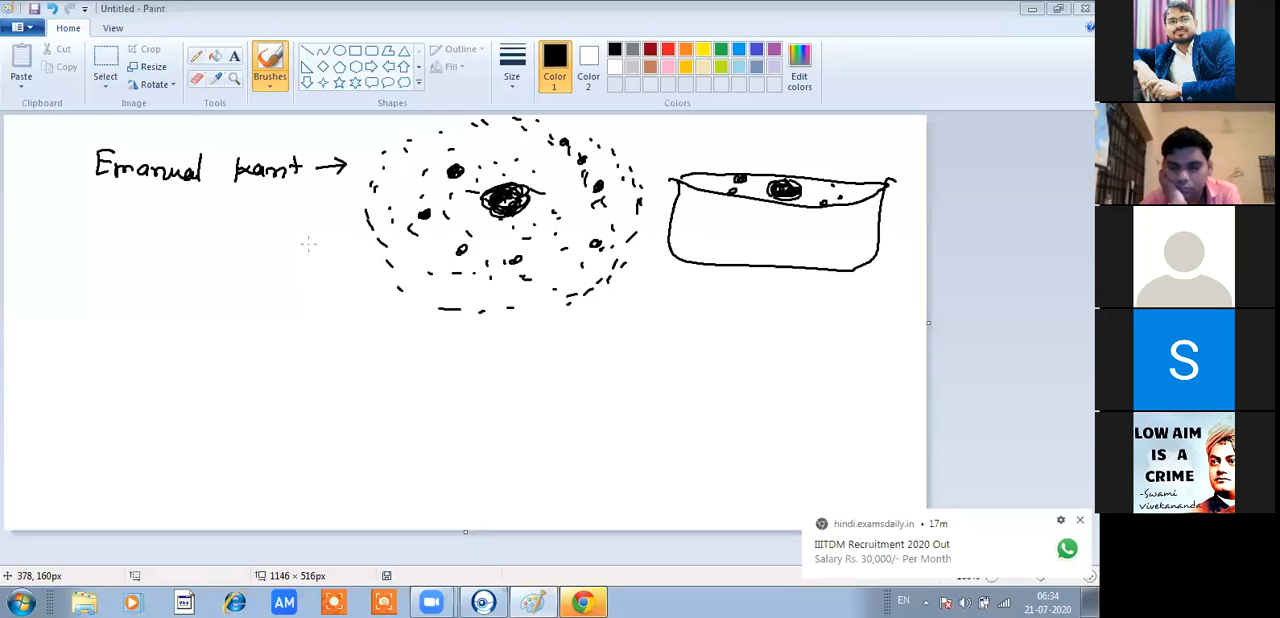 Untitled - Paint
Home
View
Paste
Cut
Copy
Clipboard
Select
Crop
Resize
Rotate
Image
Tools
Brushes
Outline
Fill
Shapes
Size
Color 1
Color 2
Edit colors
Colors
Emanual kant →
LOW AIM
IS A
CRIME
-Swami
Vivekananda
S
hindi.examsdaily.in • 17m
IIITDM Recruitment 2020 Out
Salary Rs. 30,000/- Per Month
378, 160px
1146 × 516px
AM
EN
06:34
21-07-2020